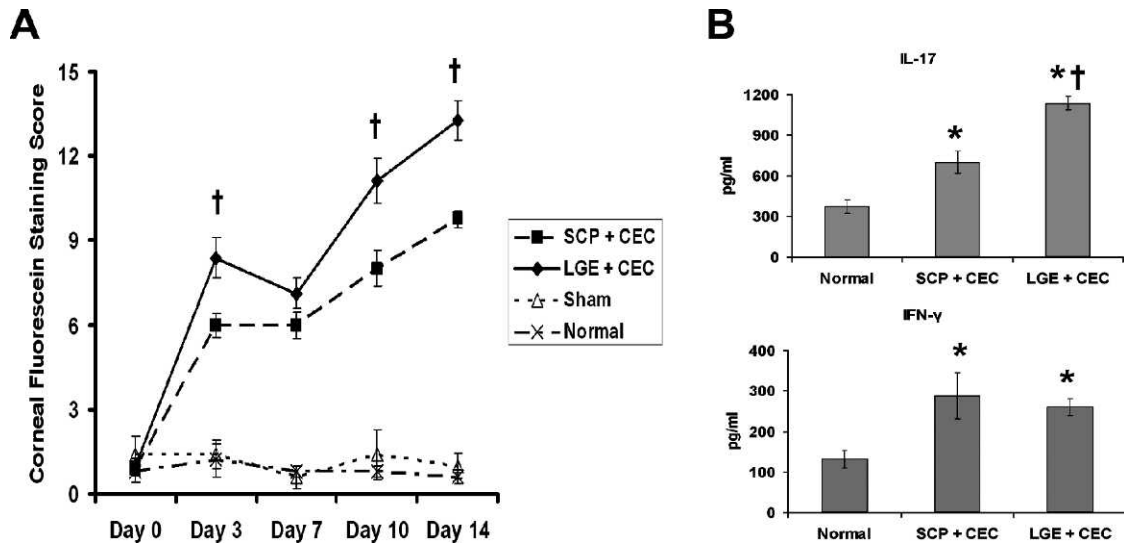 A
Corneal Fluorescein Staining Score
15
12
9
6
3
0
†
†
†
Day 0 Day 3 Day 7 Day 10 Day 14
SCP + CEC
LGE + CEC
Sham
Normal
B
IL-17
pg/ml
1200
900
600
300
0
*
*†
Normal SCP + CEC LGE + CEC
IFN-γ
pg/ml
400
300
200
100
0
*
*
Normal SCP + CEC LGE + CEC